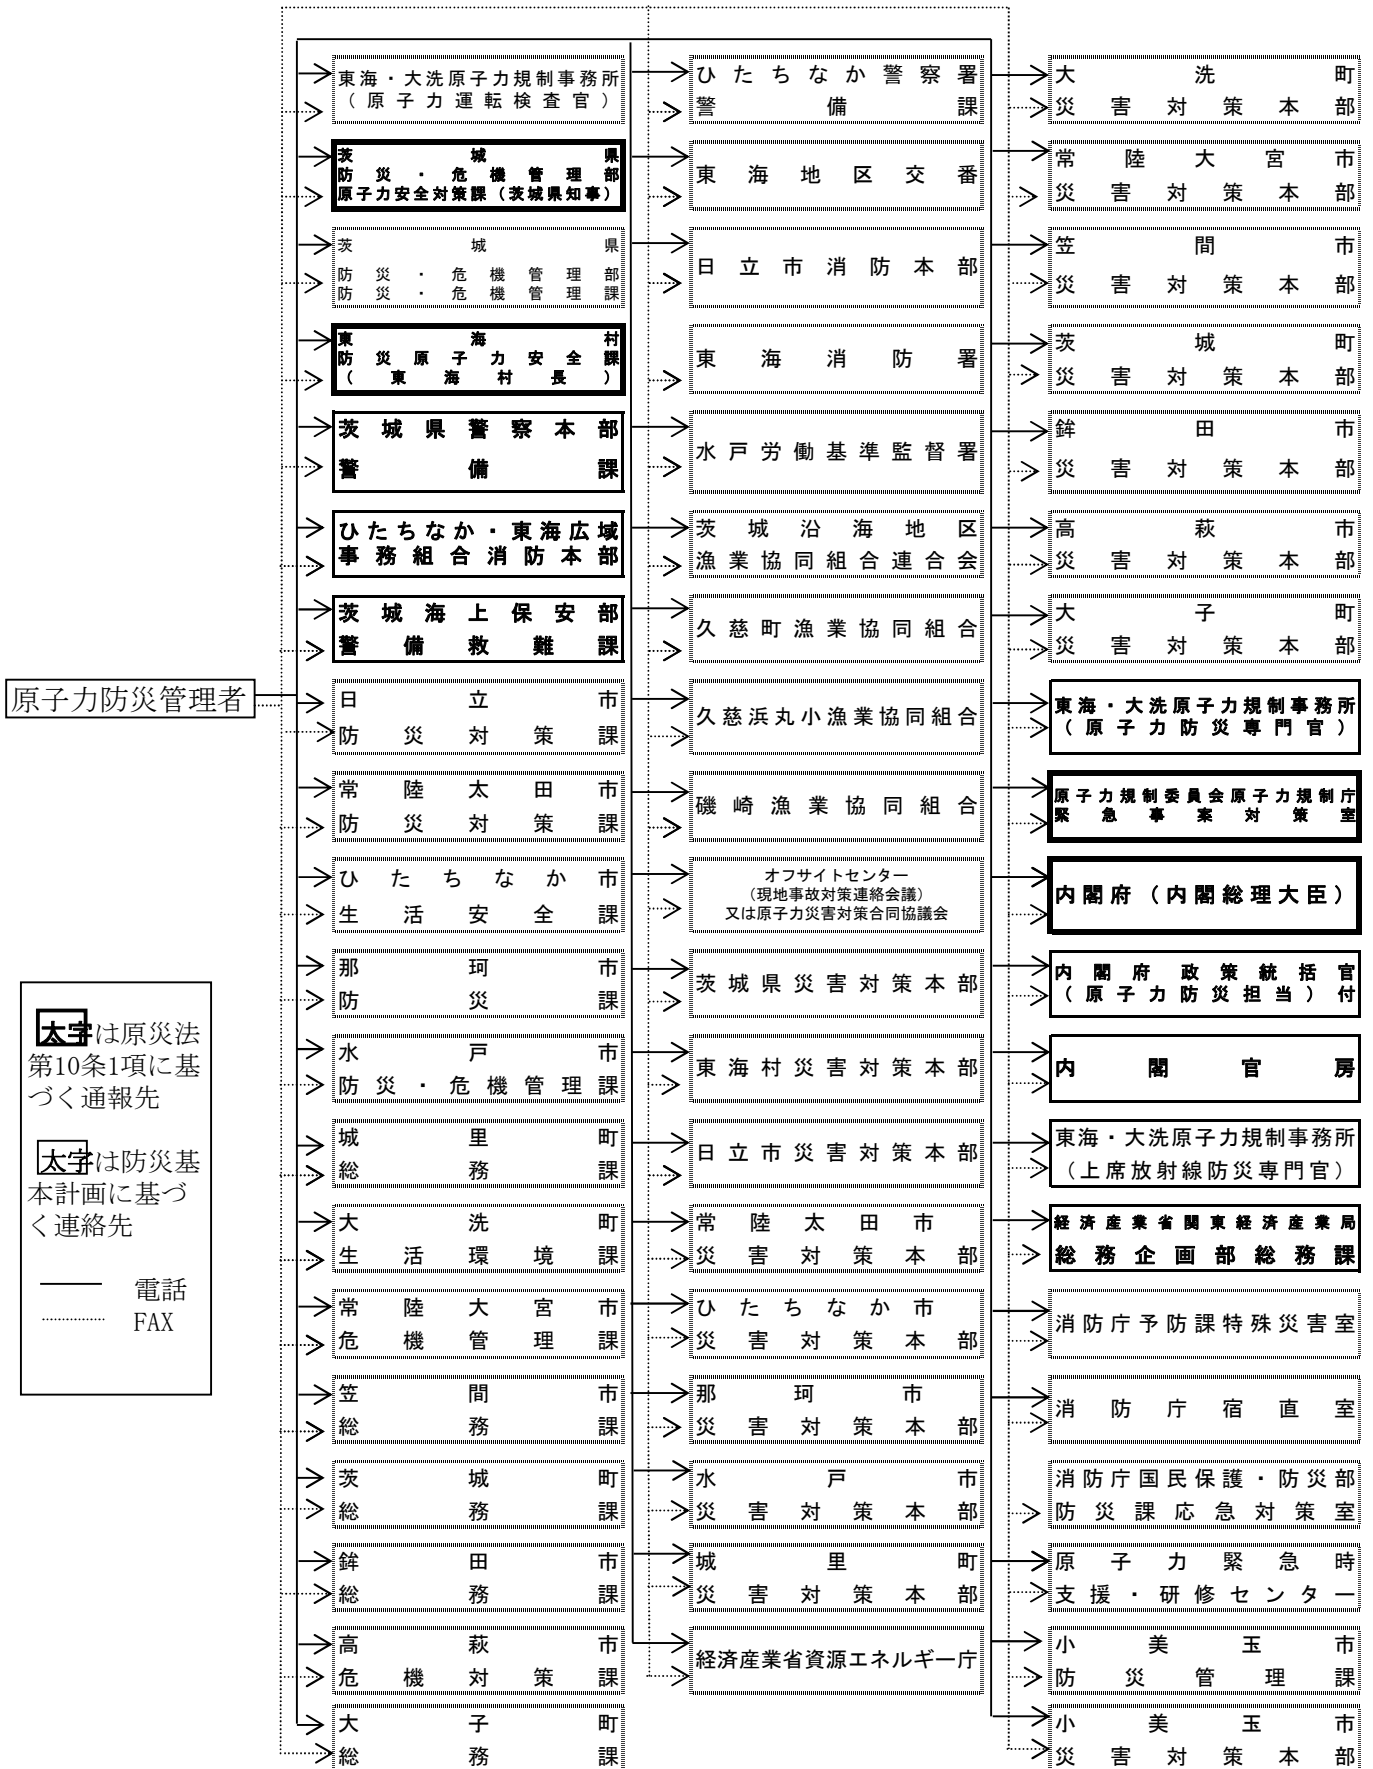 原子力防災管理者
太字は原災法
第10条1項に基
づく通報先
太字は防災基
本計画に基づ
く連絡先
電話
FAX
東海・大洗原子力規制事務所
(原子力運転検査官)
茨城県
防災・危機管理部
原子力安全対策課(茨城県知事)
茨城県
防災・危機管理部
防災・危機管理課
東海村
防災原子力安全課
(東海村長)
茨城県警察本部
警備課
ひたちなか・東海広域
事務組合消防本部
茨城海上保安部
警備救難課
日立市
防災対策課
常陸太田市
防災対策課
ひたちなか市
生活安全課
那珂市
防災課
水戸市
防災・危機管理課
城里町
総務課
大洗町
生活環境課
常陸大宮市
危機管理課
笠間市
総務課
茨城町
総務課
鉾田市
総務課
高萩市
危機対策課
大子町
総務課
ひたちなか警察署
警備課
東海地区交番
日立市消防本部
東海消防署
水戸労働基準監督署
茨城沿海地区
漁業協同組合連合会
久慈町漁業協同組合
久慈浜丸小漁業協同組合
磯崎漁業協同組合
オフサイトセンター
(現地事故対策連絡会議)
又は原子力災害対策合同協議会
茨城県災害対策本部
東海村災害対策本部
日立市災害対策本部
常陸太田市
災害対策本部
ひたちなか市
災害対策本部
那珂市
災害対策本部
水戸市
災害対策本部
城里町
災害対策本部
経済産業省資源エネルギー庁
大洗町
災害対策本部
常陸大宮市
災害対策本部
笠間市
災害対策本部
茨城町
災害対策本部
鉾田市
災害対策本部
高萩市
災害対策本部
大子町
災害対策本部
東海・大洗原子力規制事務所
(原子力防災専門官)
原子力規制委員会原子力規制庁
緊急事案対策室
内閣府(内閣総理大臣)
内閣府政策統括官
(原子力防災担当)付
内閣官房
東海・大洗原子力規制事務所
(上席放射線防災専門官)
経済産業省関東経済産業局
総務企画部総務課
消防庁予防課特殊災害室
消防庁宿直室
消防庁国民保護・防災部
防災課応急対策室
原子力緊急時
支援・研修センター
小美玉市
防災管理課
小美玉市
災害対策本部